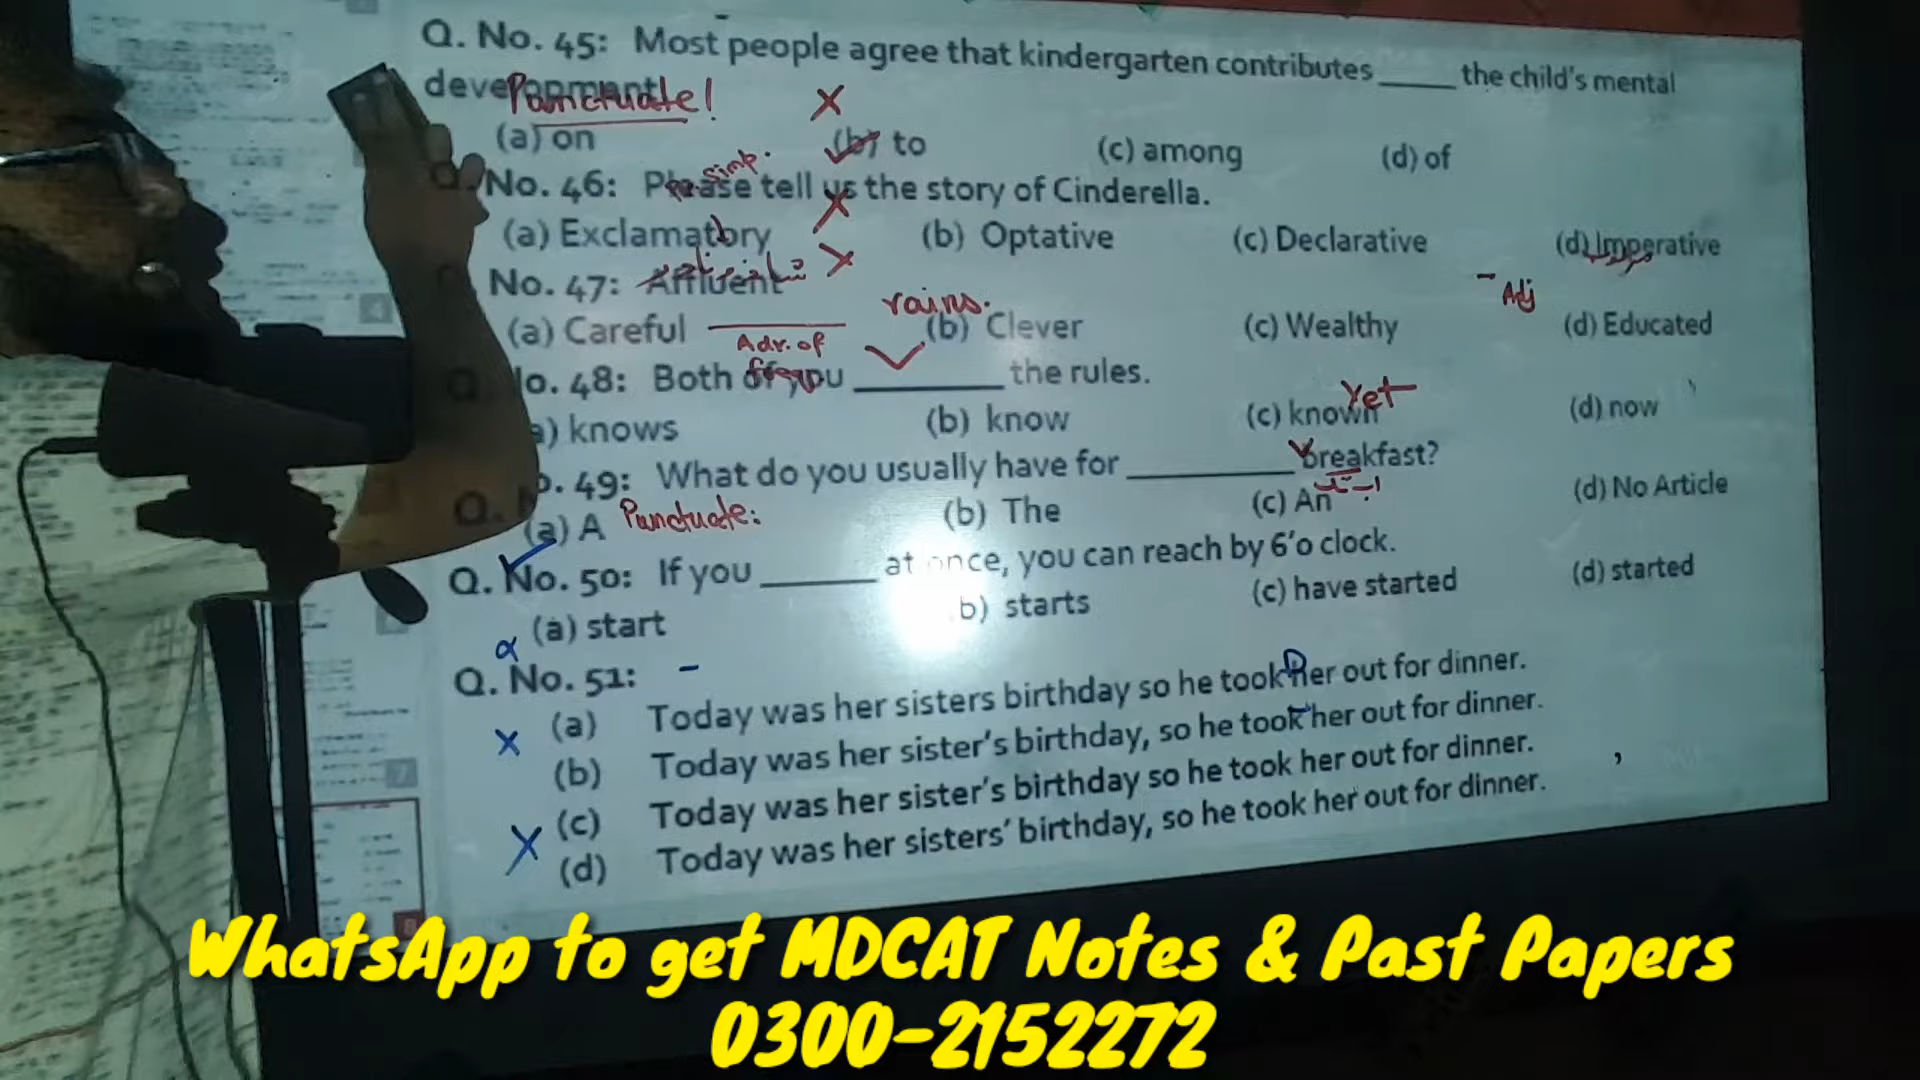 Q. No. 45: Most people agree that kindergarten contributes _____ the child's mental
Punctuate!
(a) on (b) to (c) among (d) of
No. 46: Please tell us the story of Cinderella.
Simp.
(a) Exclamatory (b) Optative (c) Declarative (d) Imperative
No. 47: Affluent
Adj
rains.
(a) Careful (b) Clever (c) Wealthy (d) Educated
Adv. of
o. 48: Both of you _____ the rules.
Yet
a) knows (b) know (c) known (d) now
Q. N o. 49: What do you usually have for _____ breakfast?
(a) A (b) The (c) An (d) No Article
Punctuate:
Q. No. 50: If you _____ at once, you can reach by 6'o clock.
(a) start b) starts (c) have started (d) started
Q. No. 51:
(a) Today was her sisters birthday so he took her out for dinner.
(b) Today was her sister's birthday, so he took her out for dinner.
(c) Today was her sister's birthday so he took her out for dinner.
(d) Today was her sisters' birthday, so he took her out for dinner.
WhatsApp to get MDCAT Notes & Past Papers
0300-2152272